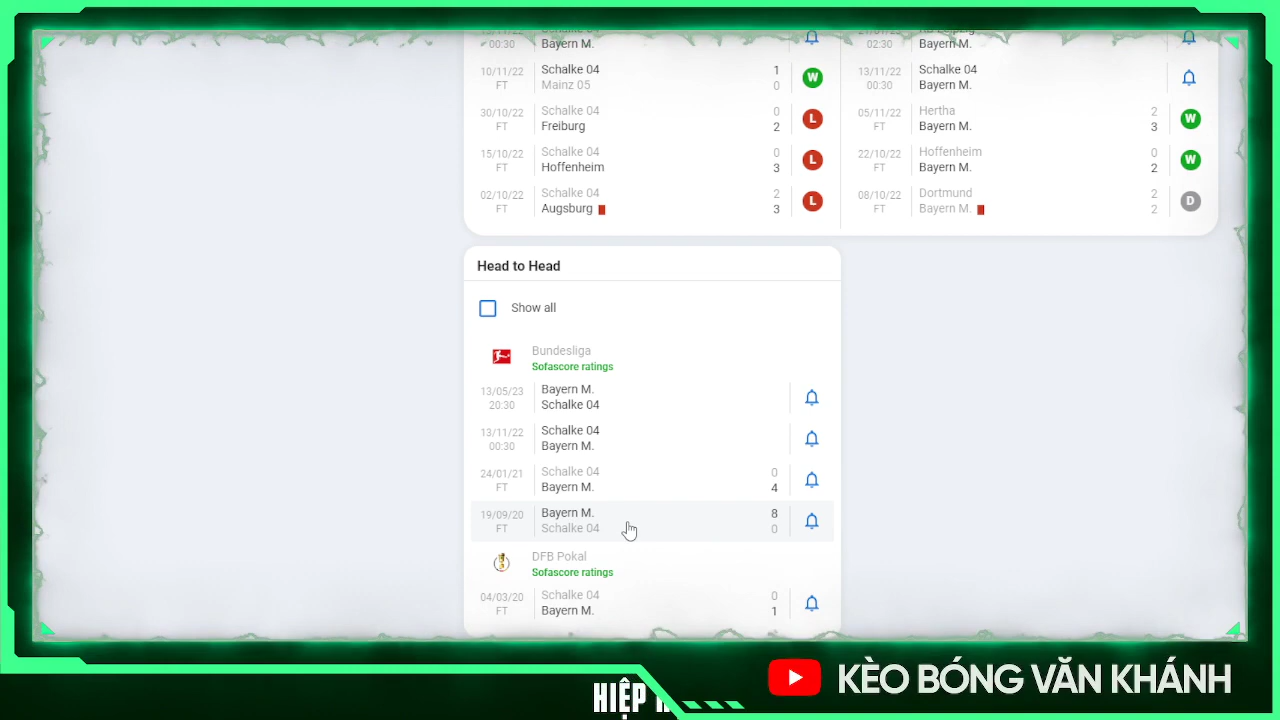 00:30
Schalke 04
Bayern M.
10/11/22
FT
Schalke 04 1
Mainz 05 0
W
30/10/22
FT
Schalke 04 0
Freiburg 2
L
15/10/22
FT
Schalke 04 0
Hoffenheim 3
L
02/10/22
FT
Schalke 04 2
Augsburg 3
L
02:30
RB Leipzig
Bayern M.
13/11/22
00:30
Schalke 04
Bayern M.
05/11/22
FT
Hertha 2
Bayern M. 3
W
22/10/22
FT
Hoffenheim 0
Bayern M. 2
W
08/10/22
FT
Dortmund 2
Bayern M. 2
D
Head to Head
Show all
Bundesliga
Sofascore ratings
13/05/23
20:30
Bayern M.
Schalke 04
13/11/22
00:30
Schalke 04
Bayern M.
24/01/21
FT
Schalke 04 0
Bayern M. 4
19/09/20
FT
Bayern M. 8
Schalke 04 0
DFB Pokal
Sofascore ratings
04/03/20
FT
Schalke 04 0
Bayern M. 1
KÈO BÓNG VĂN KHÁNH
HIỆP